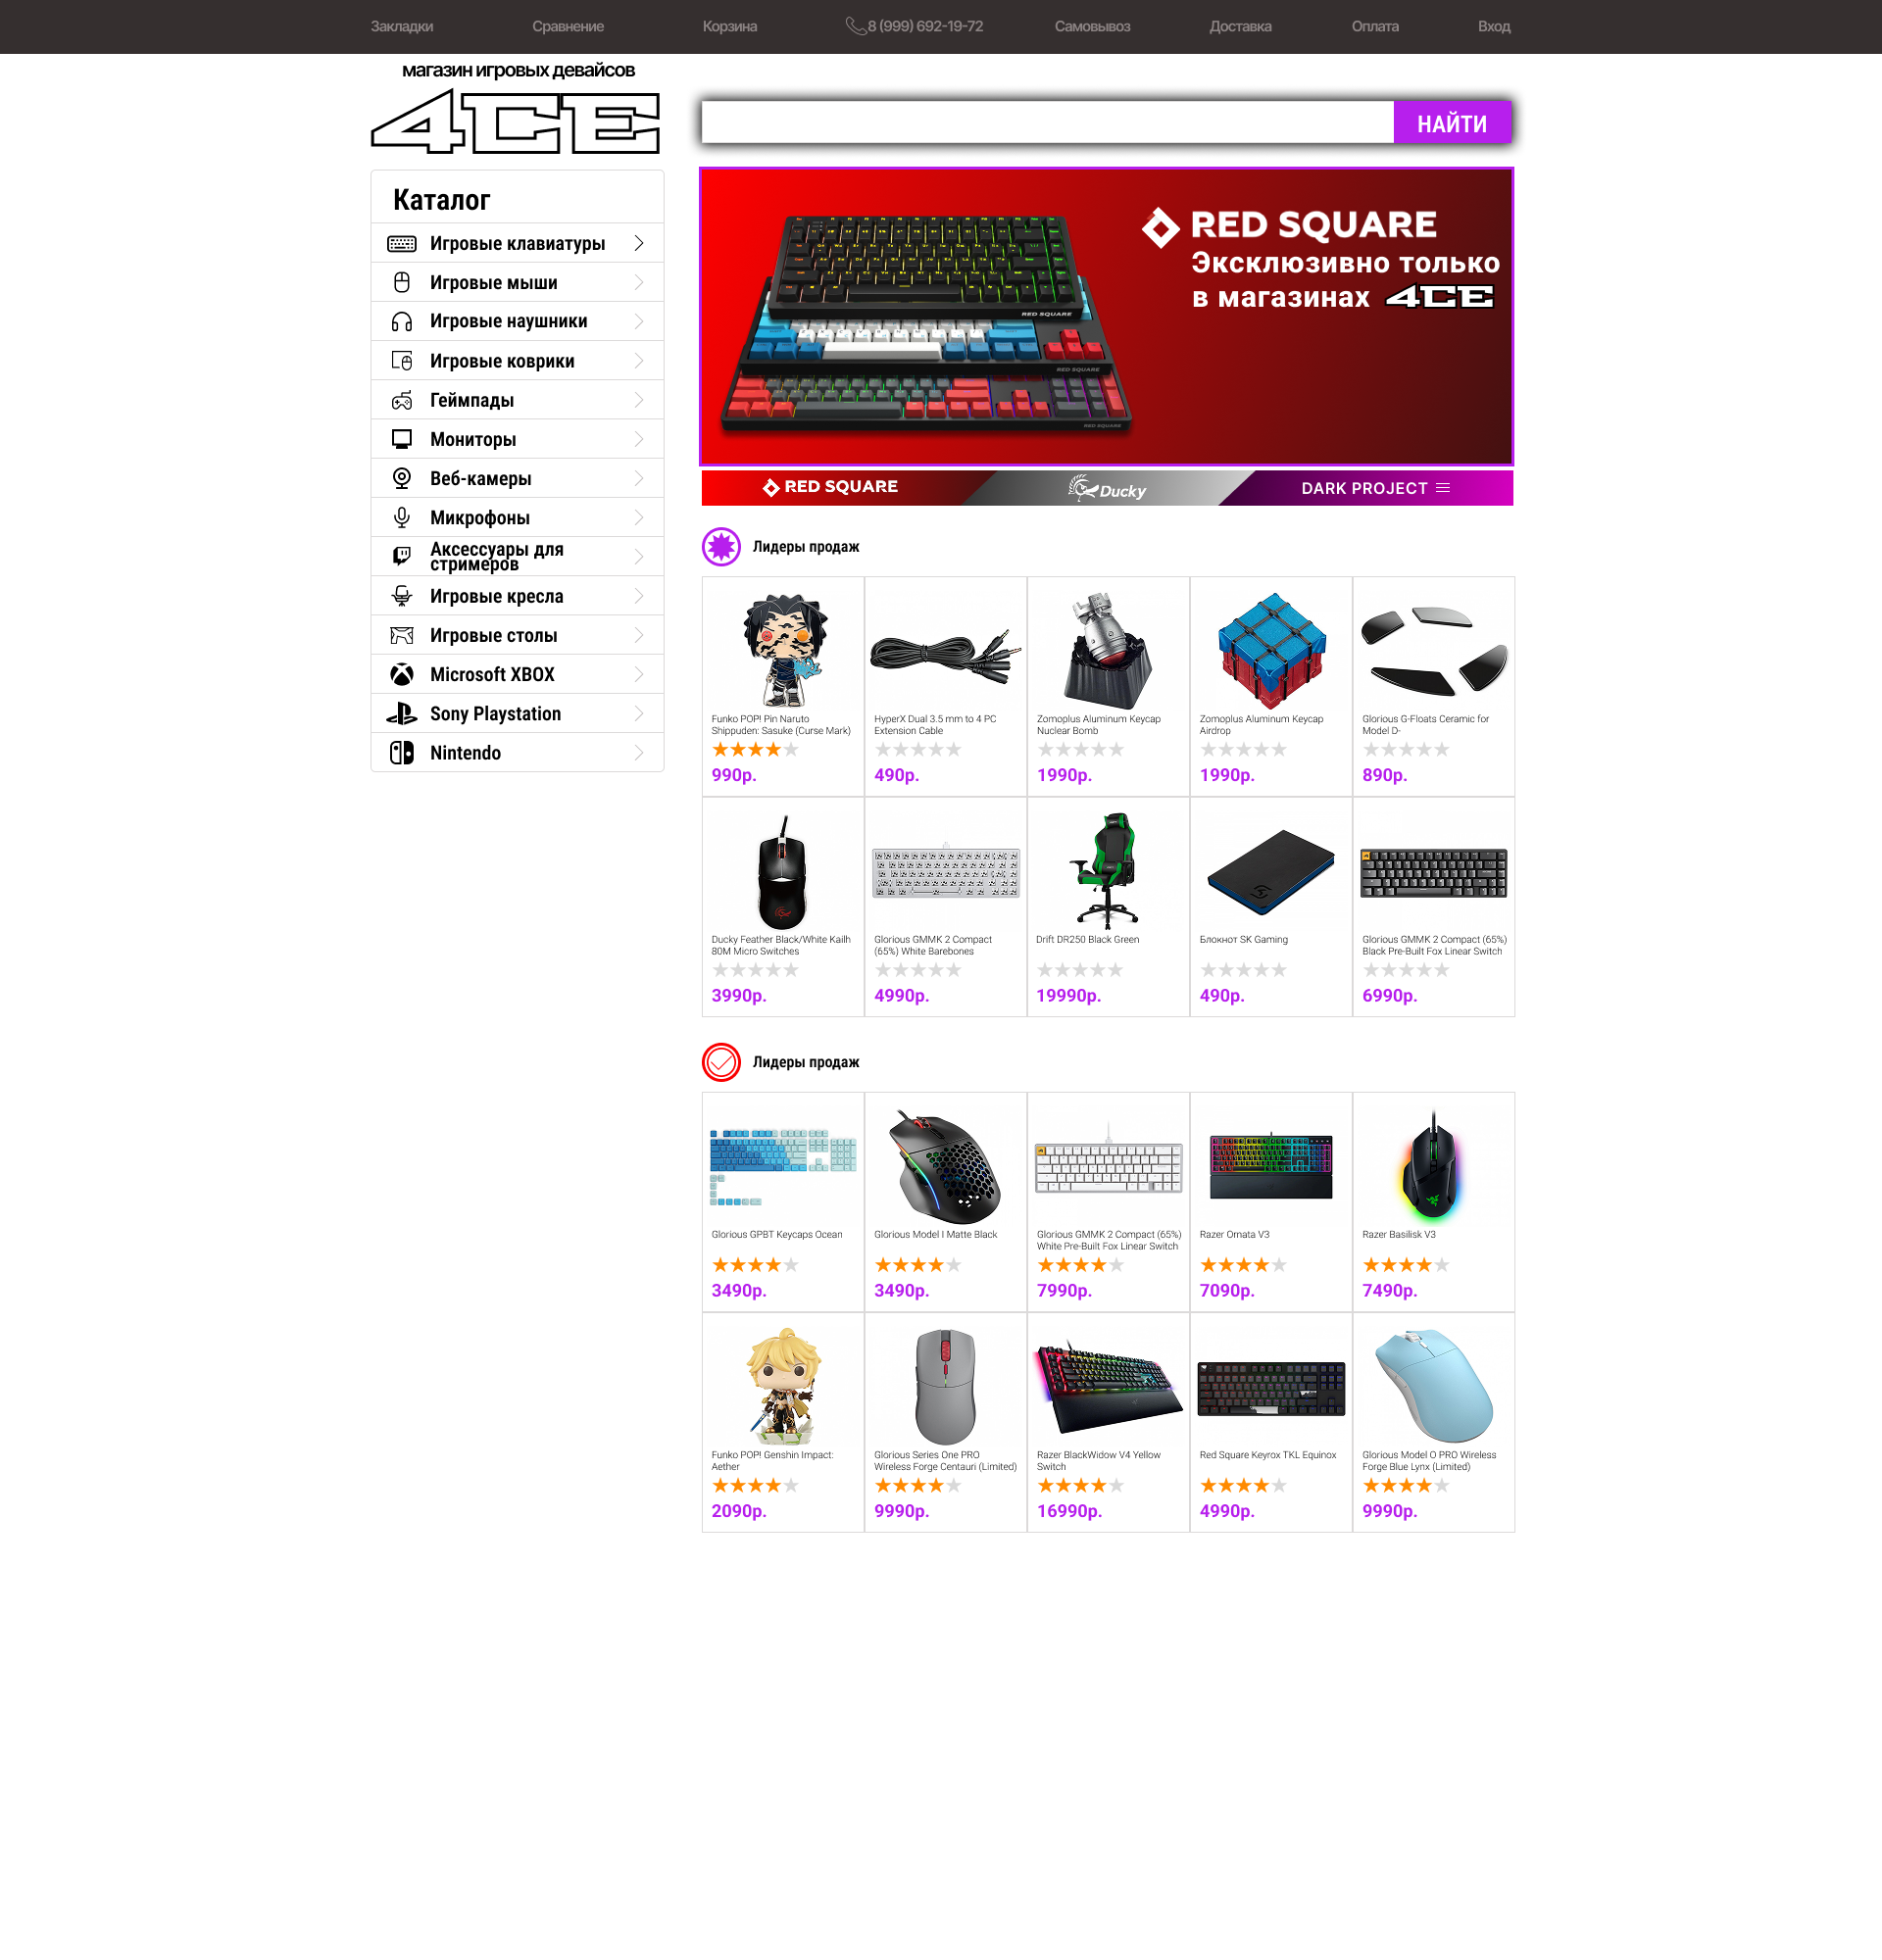 Закладки
Сравнение
Корзина
8 (999) 692-19-72
Самовывоз
Доставка
Оплата
Вход
магазин игровых девайсов
4CE
НАЙТИ
Каталог
Игровые клавиатуры
Игровые мыши
Игровые наушники
Игровые коврики
Геймпады
Мониторы
Веб-камеры
Микрофоны
Аксессуары для
стримеров
Игровые кресла
Игровые столы
Microsoft XBOX
Sony Playstation
Nintendo
RED SQUARE
Эксклюзивно только
в магазинах 4CE
RED SQUARE
RED SQUARE
RED SQUARE
RED SQUARE
Ducky
DARK PROJECT
Лидеры продаж
Funko POP! Pin Naruto
Shippuden: Sasuke (Curse Mark)
990р.
HyperX Dual 3.5 mm to 4 PC
Extension Cable
490р.
Zomoplus Aluminum Keycap
Nuclear Bomb
1990р.
Zomoplus Aluminum Keycap
Airdrop
1990р.
Glorious G-Floats Ceramic for
Model D-
890р.
Ducky Feather Black/White Kailh
80M Micro Switches
3990р.
Glorious GMMK 2 Compact
(65%) White Barebones
4990р.
Drift DR250 Black Green
19990р.
Блокнот SK Gaming
490р.
Glorious GMMK 2 Compact (65%)
Black Pre-Built Fox Linear Switch
6990р.
Лидеры продаж
Glorious GPBT Keycaps Ocean
3490р.
Glorious Model I Matte Black
3490р.
Glorious GMMK 2 Compact (65%)
White Pre-Built Fox Linear Switch
7990р.
Razer Ornata V3
7090р.
Razer Basilisk V3
7490р.
Funko POP! Genshin Impact:
Aether
2090р.
Glorious Series One PRO
Wireless Forge Centauri (Limited)
9990р.
Razer BlackWidow V4 Yellow
Switch
16990р.
Red Square Keyrox TKL Equinox
4990р.
Glorious Model O PRO Wireless
Forge Blue Lynx (Limited)
9990р.